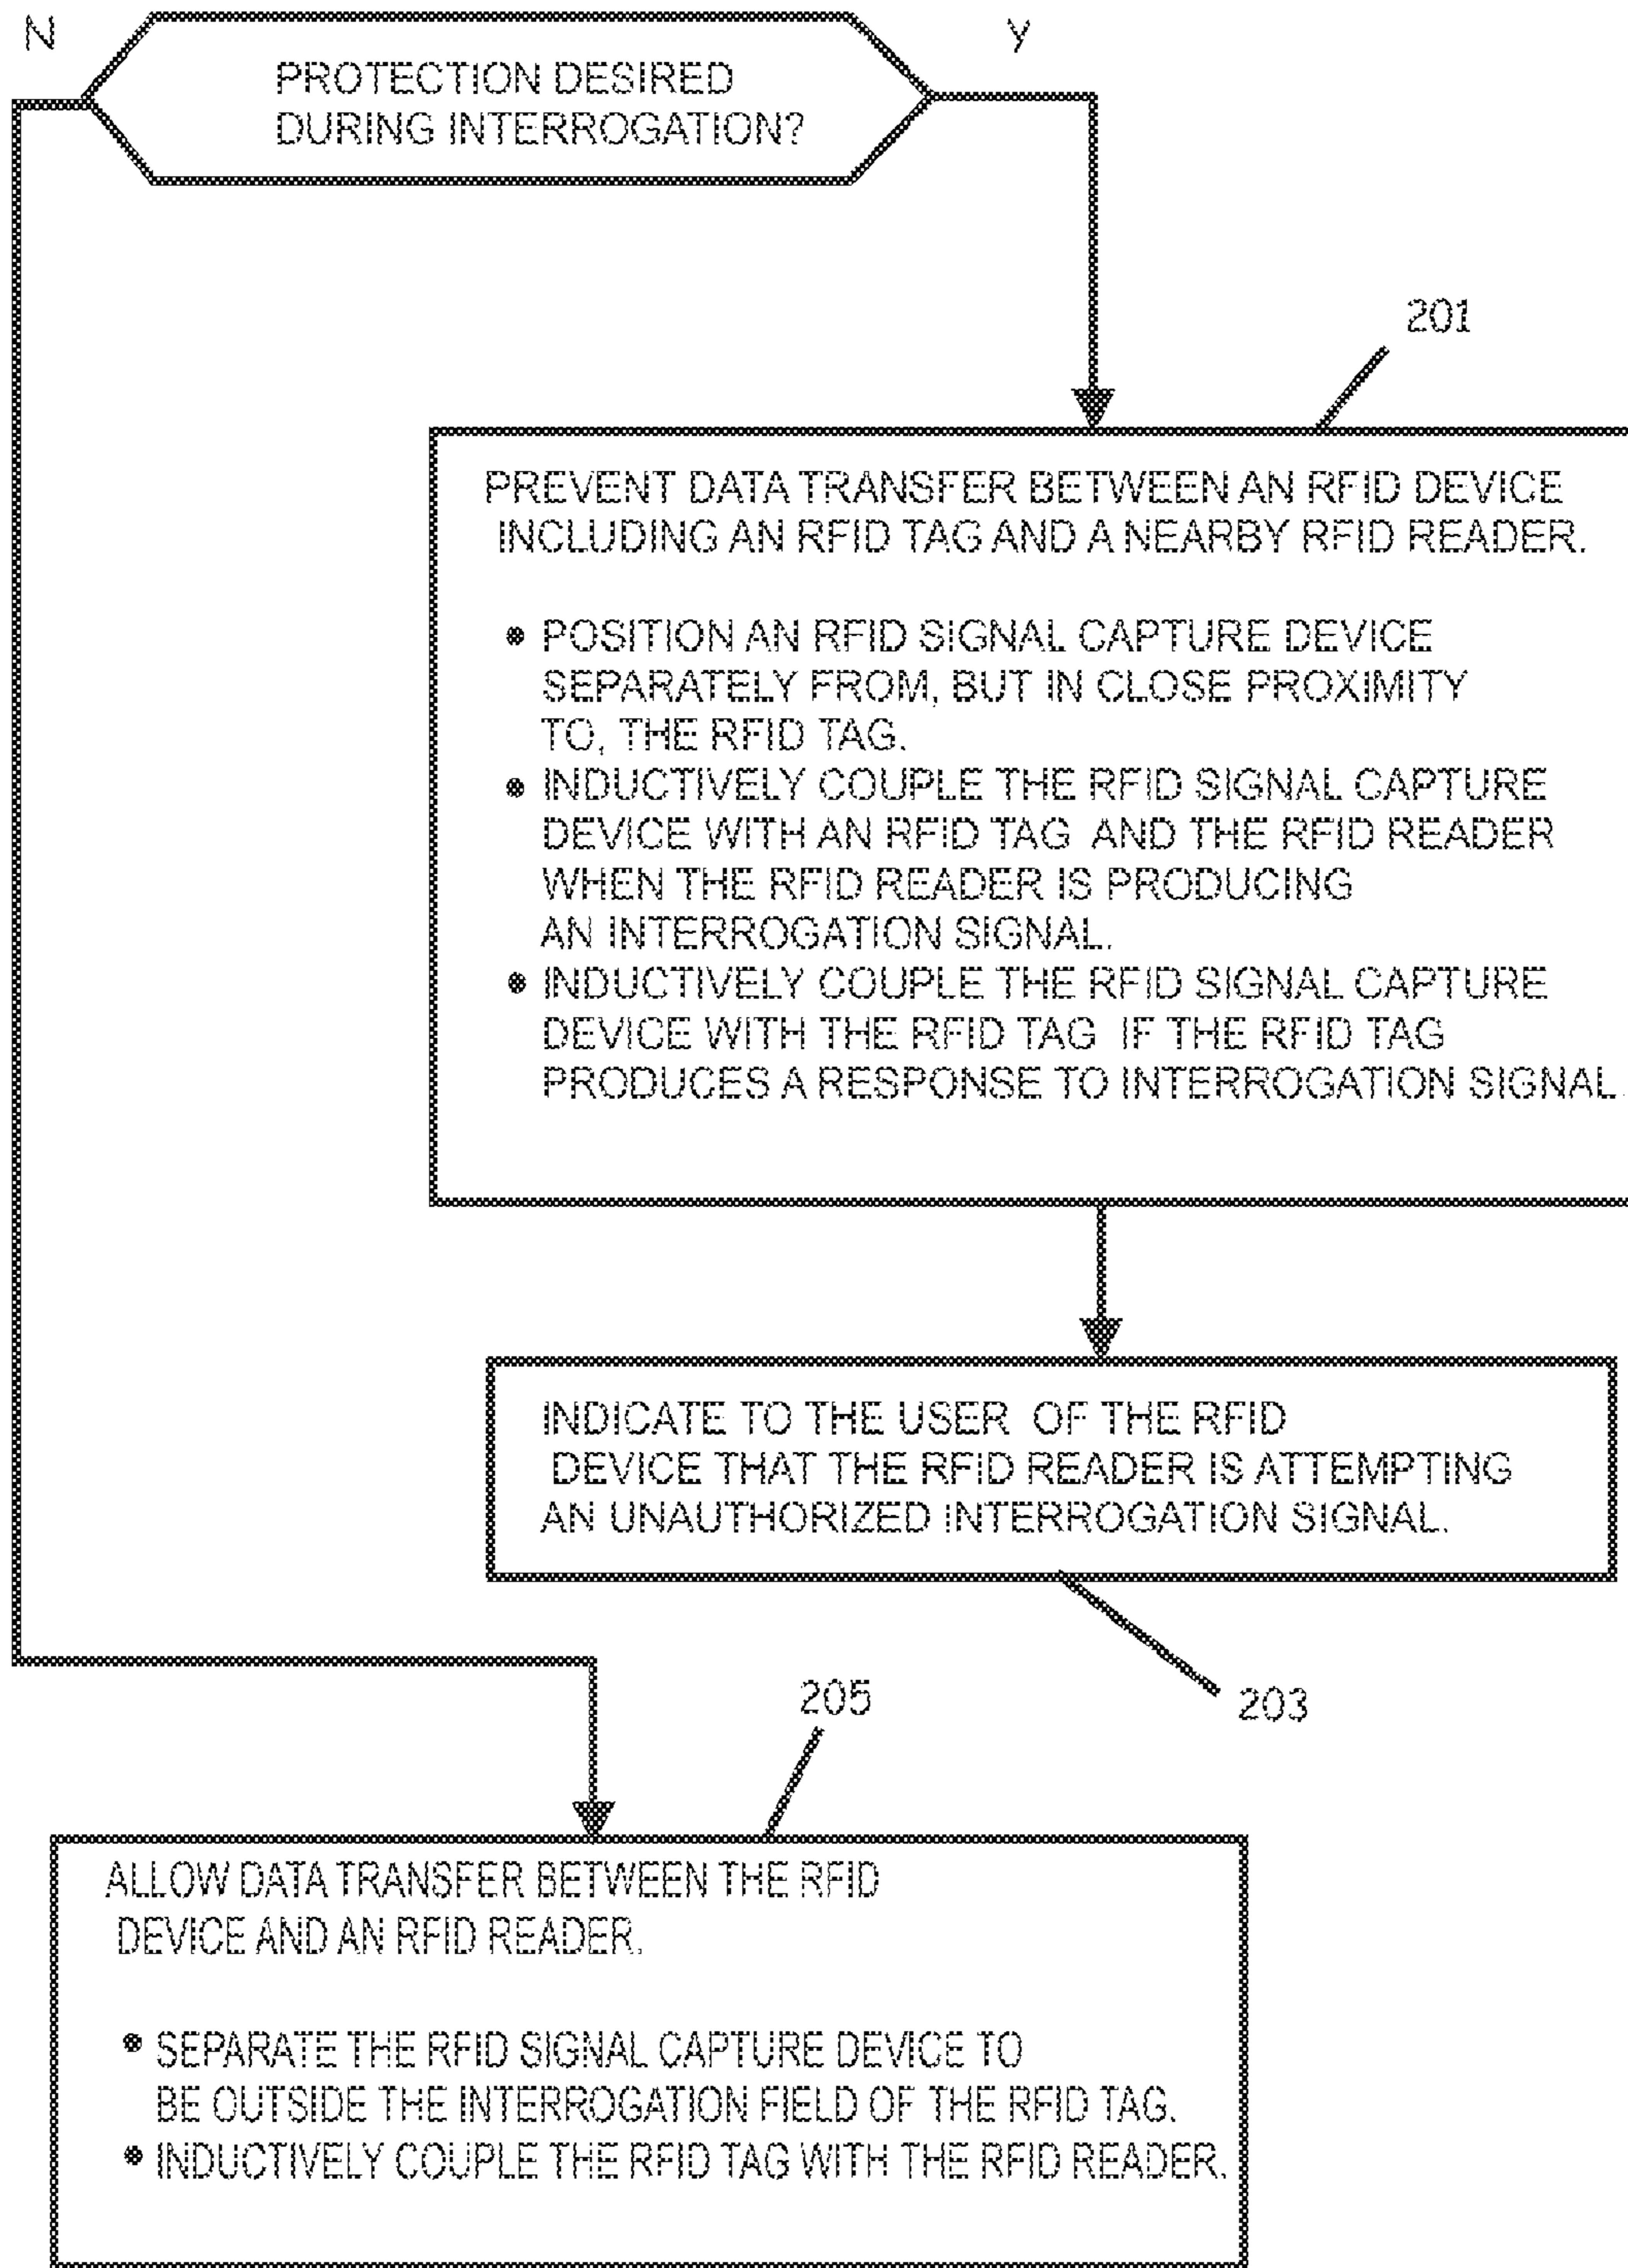 N
y
PROTECTION DESIRED
DURING INTERROGATION?
201
PREVENT DATA TRANSFER BETWEEN AN RFID DEVICE
INCLUDING AN RFID TAG AND A NEARBY RFID READER.
• POSITION AN RFID SIGNAL CAPTURE DEVICE
SEPARATELY FROM, BUT IN CLOSE PROXIMITY
TO, THE RFID TAG.
• INDUCTIVELY COUPLE THE RFID SIGNAL CAPTURE
DEVICE WITH AN RFID TAG AND THE RFID READER
WHEN THE RFID READER IS PRODUCING
AN INTERROGATION SIGNAL.
• INDUCTIVELY COUPLE THE RFID SIGNAL CAPTURE
DEVICE WITH THE RFID TAG IF THE RFID TAG
PRODUCES A RESPONSE TO INTERROGATION SIGNAL.
INDICATE TO THE USER OF THE RFID
DEVICE THAT THE RFID READER IS ATTEMPTING
AN UNAUTHORIZED INTERROGATION SIGNAL.
203
205
ALLOW DATA TRANSFER BETWEEN THE RFID
DEVICE AND AN RFID READER.
• SEPARATE THE RFID SIGNAL CAPTURE DEVICE TO
BE OUTSIDE THE INTERROGATION FIELD OF THE RFID TAG.
• INDUCTIVELY COUPLE THE RFID TAG WITH THE RFID READER.